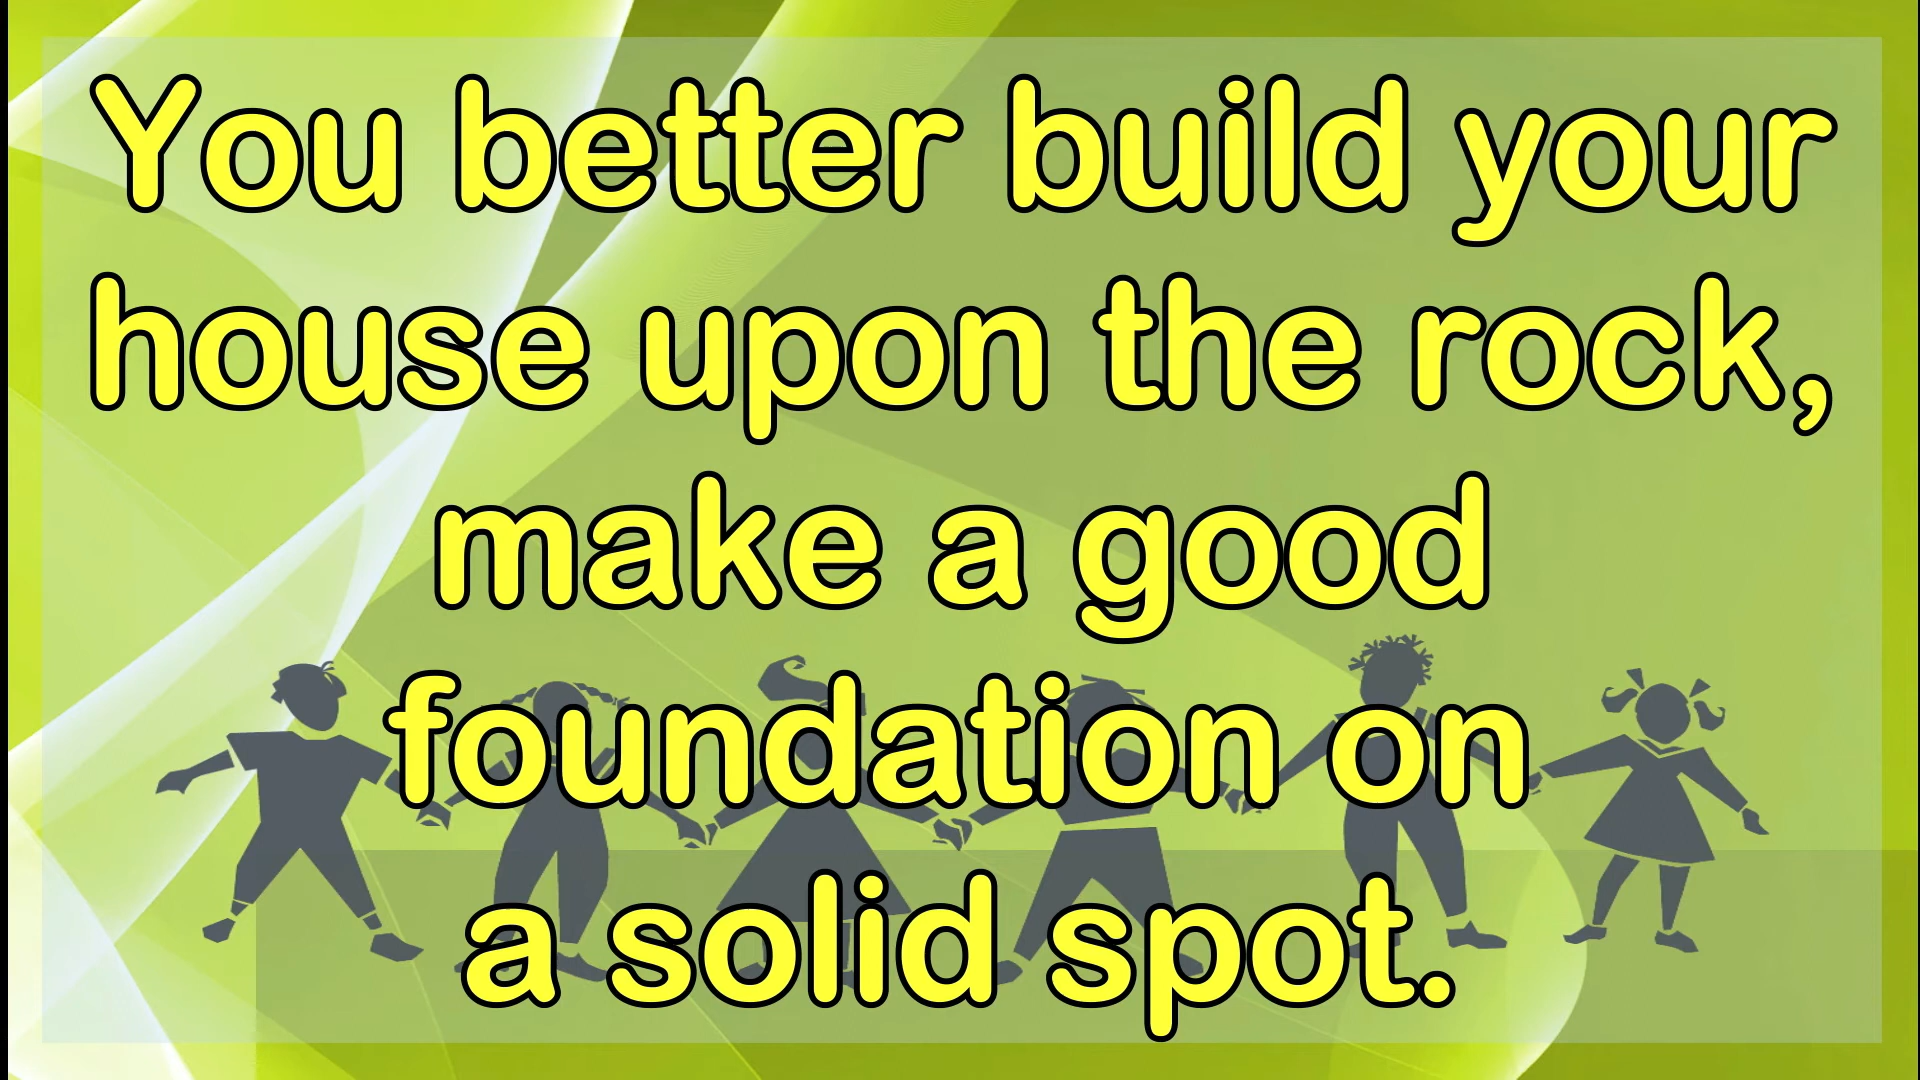 You better build your
house upon the rock,
make a good
foundation on
a solid spot.